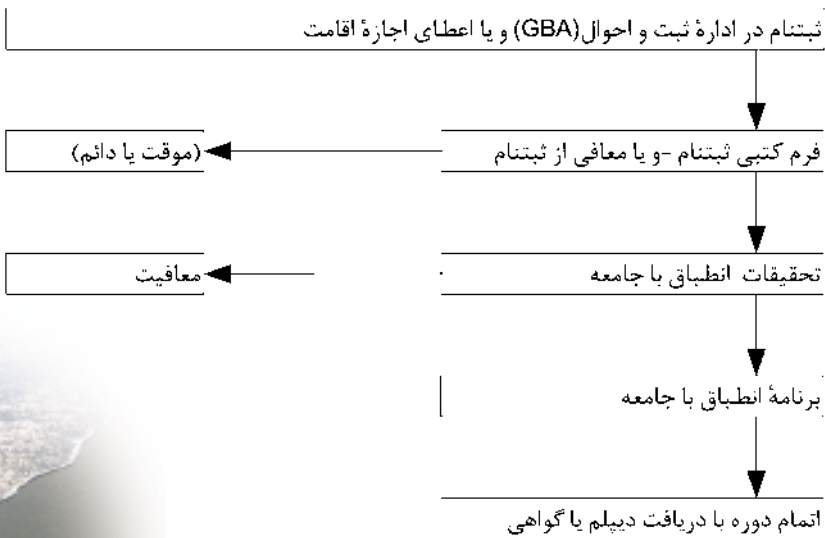 ثبتنام در ادارهٔ ثبت و احوال(GBA) و یا اعطای اجازهٔ اقامت
فرم کتبی ثبتنام -و یا معافی از ثبتنام
(موقت یا دائم)
تحقیقات انطباق با جامعه
معافیت
برنامهٔ انطباق با جامعه
اتمام دوره با دریافت دیپلم یا گواهی